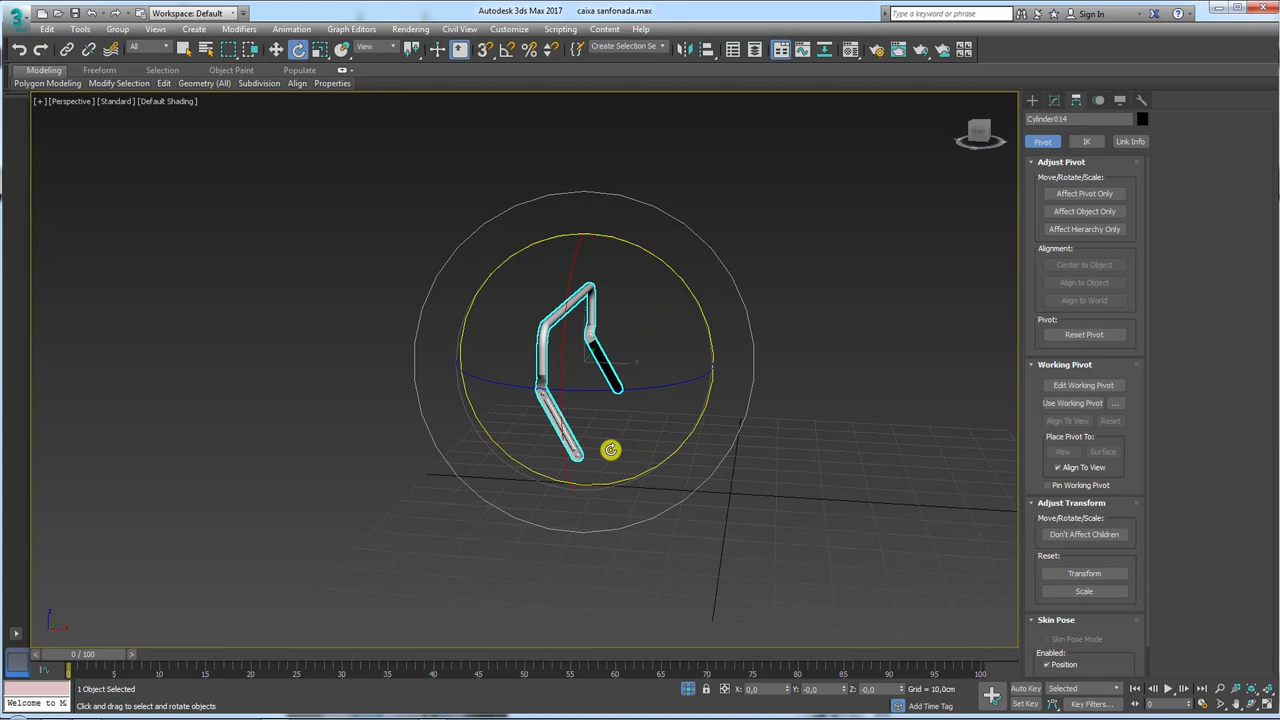 3
MAX
Workspace: Default
Autodesk 3ds Max 2017
caixa sanfonada.max
Type a keyword or phrase
Sign In
Edit Tools Group Views Create Modifiers Animation Graph Editors Rendering Civil View Customize Scripting Content Help
All
View
3
Create Selection Se
Modeling Freeform Selection Object Paint Populate
Polygon Modeling Modify Selection Edit Geometry (All) Subdivision Align Properties
[+] [Perspective] [Standard] [Default Shading]
Cylinder014
Pivot IK Link Info
Adjust Pivot
Move/Rotate/Scale:
Affect Pivot Only
Affect Object Only
Affect Hierarchy Only
Alignment:
Center to Object
Align to Object
Align to World
Pivot:
Reset Pivot
Working Pivot
Edit Working Pivot
Use Working Pivot ...
Align To View Reset
Place Pivot To:
View Surface
Align To View
Pin Working Pivot
Adjust Transform
Move/Rotate/Scale:
Don't Affect Children
Reset:
Transform
Scale
Skin Pose
Skin Pose Mode
Enabled:
Position
x
z
x
< 0 / 100 >
0 5 10 15 20 25 30 35 40 45 50 55 60 65 70 75 80 85 90 95 100
1 Object Selected
X: 0,0 Y: -0,0 Z: -0,0 Grid = 10,0cm
Auto Key Selected
Welcome to M
Click and drag to select and rotate objects
Add Time Tag
Set Key Key Filters... 0